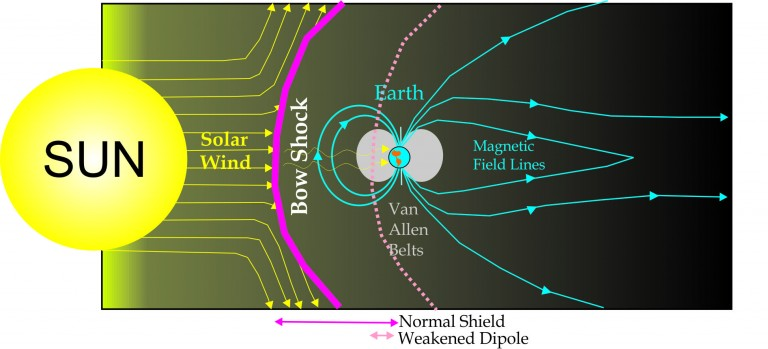 SUN
Solar
Wind
Bow Shock
Earth
Magnetic
Field Lines
Van
Allen
Belts
Normal Shield
Weakened Dipole